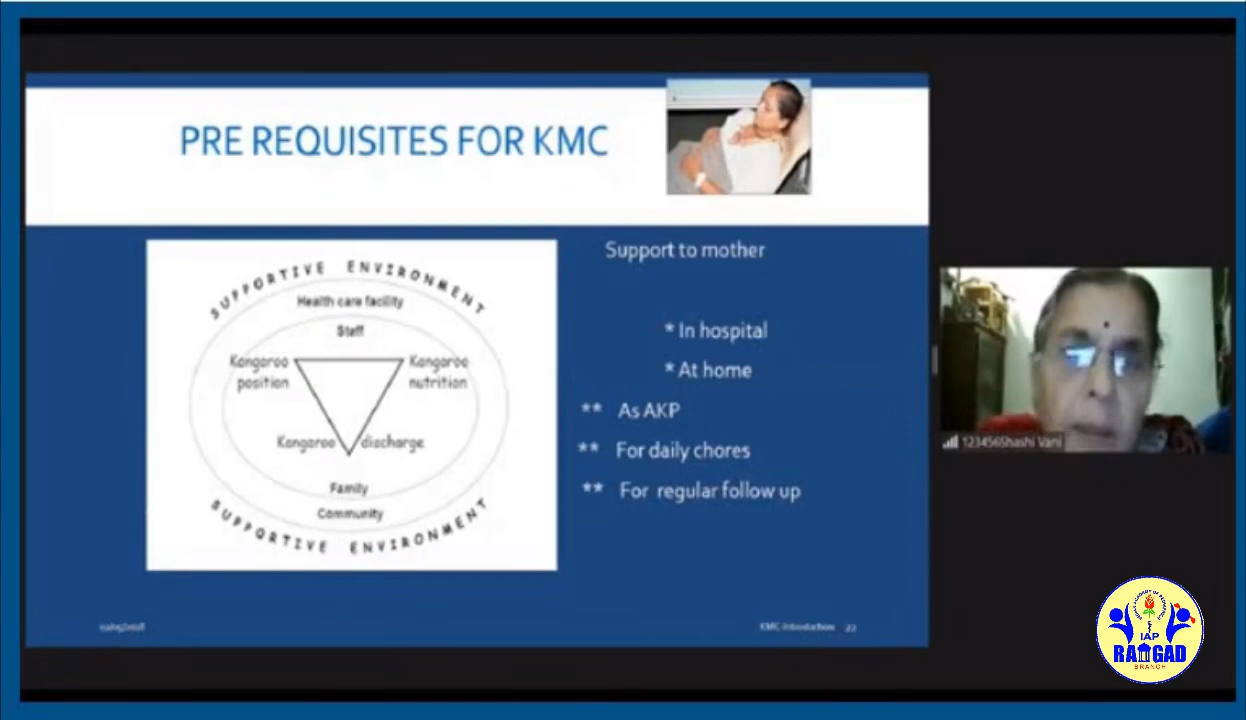 PRE REQUISITES FOR KMC
SUPPORTIVE ENVIRONMENT
Health care facility
Staff
Kangaroo position
Kangaroo nutrition
Kangaroo discharge
Family
Community
SUPPORTIVE ENVIRONMENT
Support to mother
* In hospital
* At home
** As AKP
** For daily chores
** For regular follow up
KMC-Introduction 22
123456Shashi Vani
IAP
RAIGAD
BRANCH